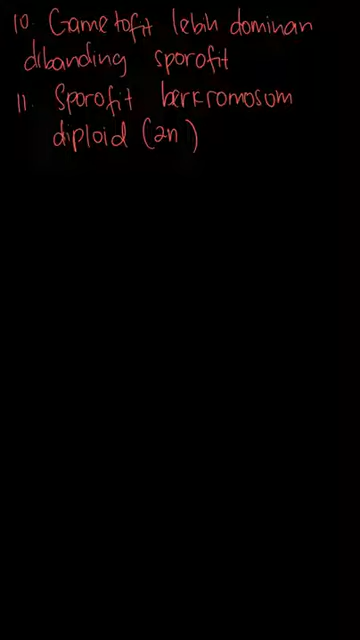 10. Gametofit lebih dominan
dibanding sporofit
11. Sporofit berkromosom
diploid (2n)